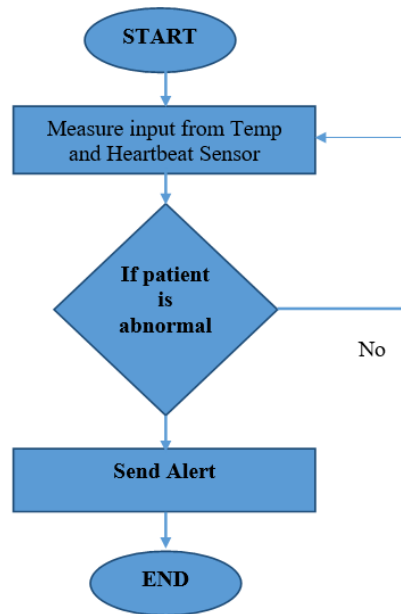 START
Measure input from Temp
and Heartbeat Sensor
If patient
is
abnormal
No
Send Alert
END